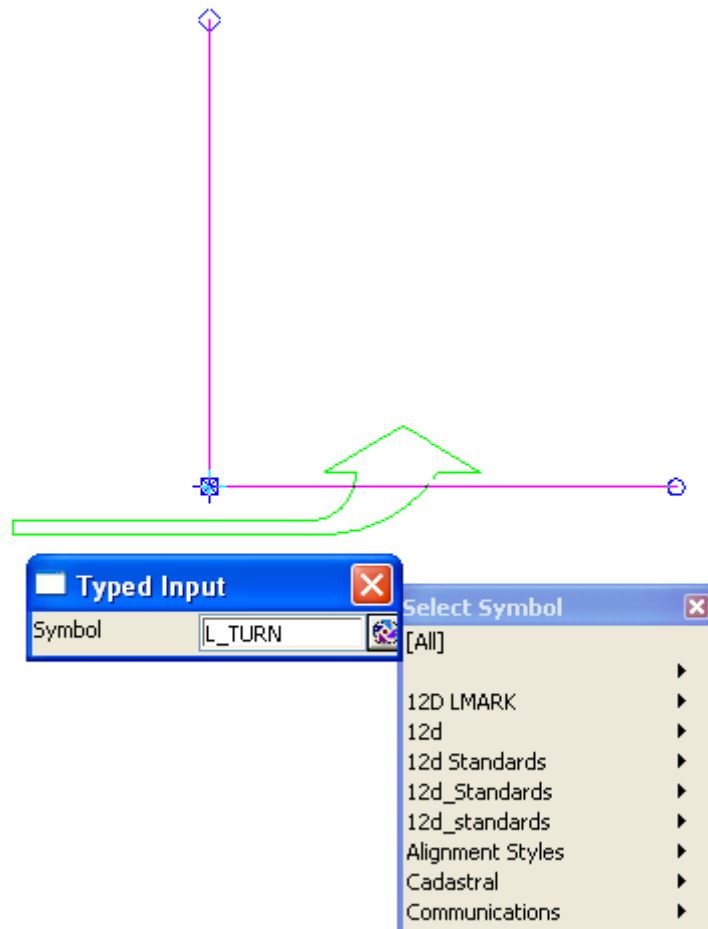 Typed Input
Symbol L_TURN
Select Symbol
[All]
12D LMARK
12d
12d Standards
12d_Standards
12d_standards
Alignment Styles
Cadastral
Communications